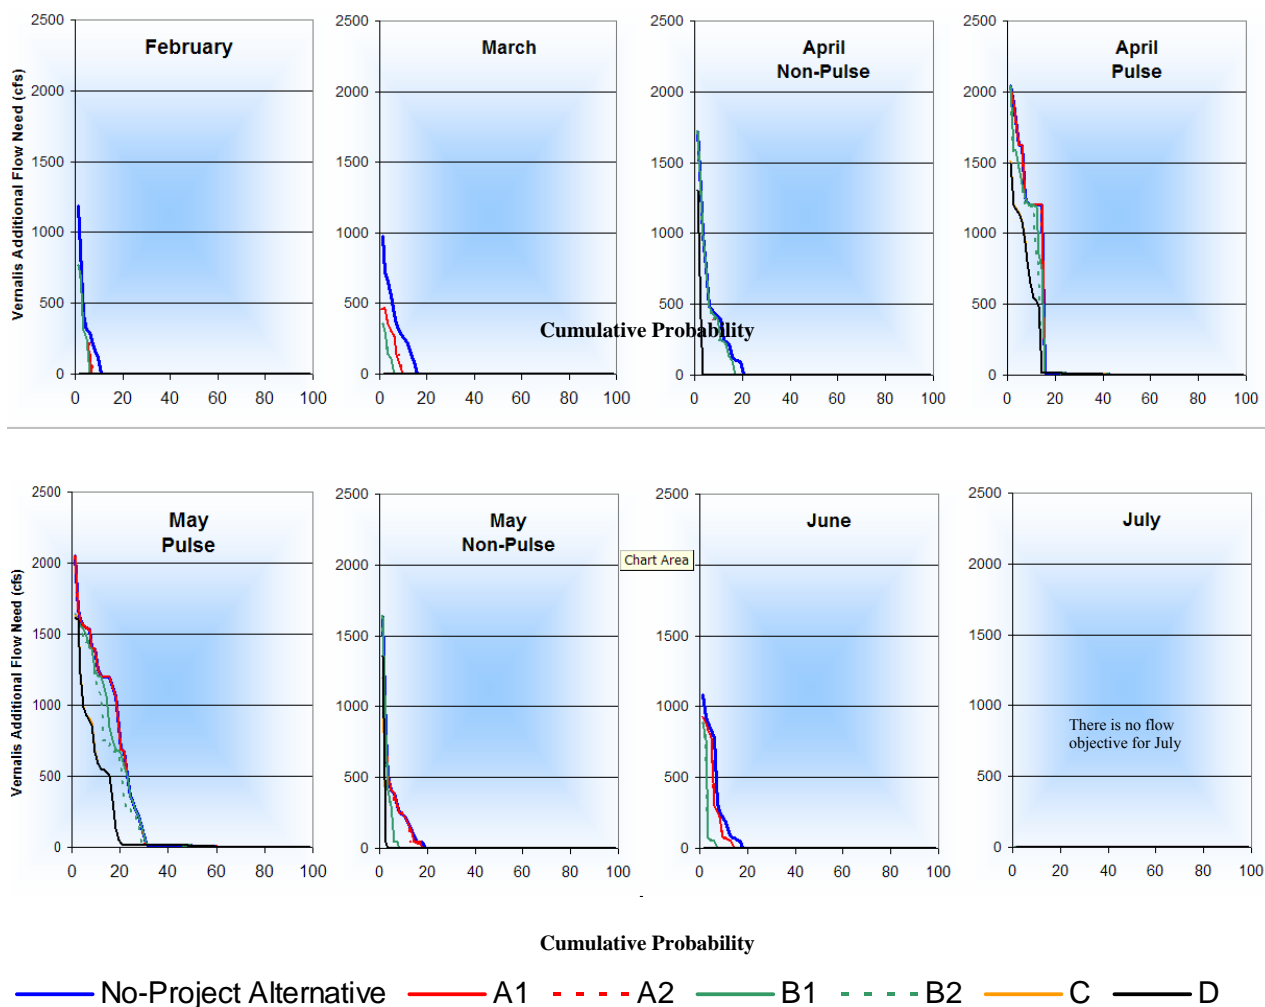 February
March
April
Non-Pulse
April
Pulse
Vernalis Additional Flow Need (cfs)
2500
2000
1500
1000
500
0
0 20 40 60 80 100
2500
2000
1500
1000
500
0
0 20 40 60 80 100
2500
2000
1500
1000
500
0
0 20 40 60 80 100
2500
2000
1500
1000
500
0
0 20 40 60 80 100
Cumulative Probability
May
Pulse
May
Non-Pulse
June
July
Chart Area
There is no flow
objective for July
Vernalis Additional Flow Need (cfs)
2500
2000
1500
1000
500
0
0 20 40 60 80 100
2500
2000
1500
1000
500
0
0 20 40 60 80 100
2500
2000
1500
1000
500
0
0 20 40 60 80 100
2500
2000
1500
1000
500
0
0 20 40 60 80 100
-
Cumulative Probability
No-Project Alternative A1 A2 B1 B2 C D